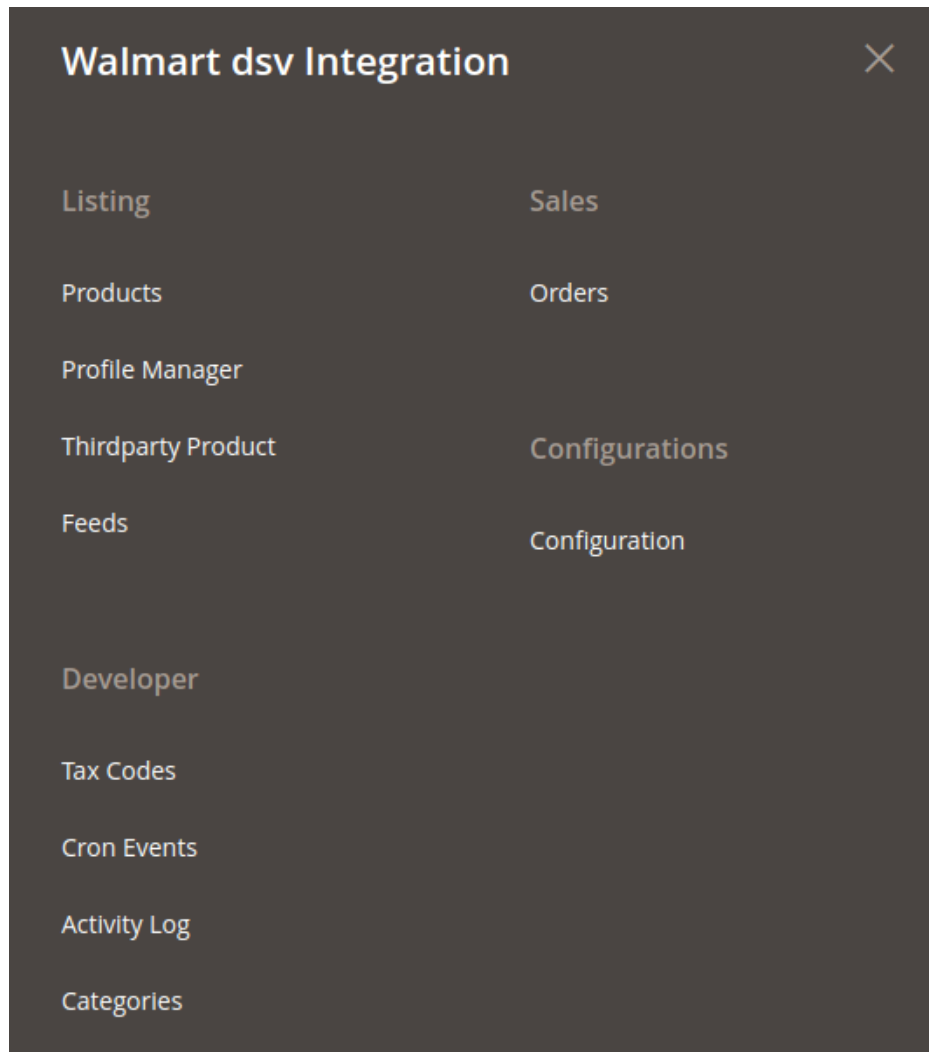 Walmart dsv Integration
Listing
Products
Profile Manager
Thirdparty Product
Feeds
Developer
Tax Codes
Cron Events
Activity Log
Categories
Sales
Orders
Configurations
Configuration